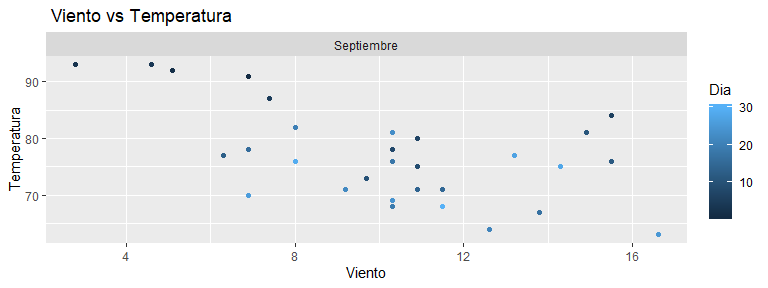 Viento vs Temperatura
Septiembre
Temperatura
90
80
70
4
8
12
16
Viento
Dia
30
20
10